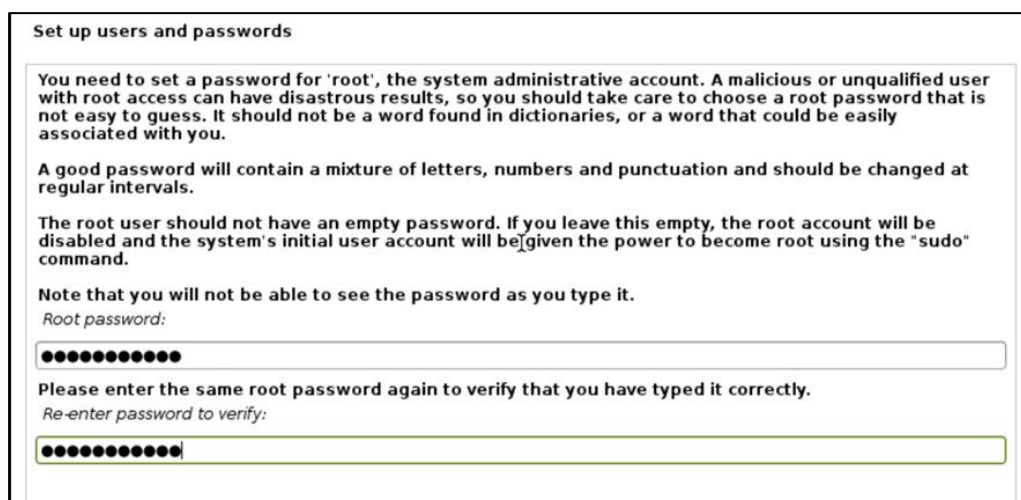 Set up users and passwords
You need to set a password for 'root', the system administrative account. A malicious or unqualified user
with root access can have disastrous results, so you should take care to choose a root password that is
not easy to guess. It should not be a word found in dictionaries, or a word that could be easily
associated with you.
A good password will contain a mixture of letters, numbers and punctuation and should be changed at
regular intervals.
The root user should not have an empty password. If you leave this empty, the root account will be
disabled and the system's initial user account will be given the power to become root using the "sudo"
command.
Note that you will not be able to see the password as you type it.
Root password:
●●●●●●●●●●●
Please enter the same root password again to verify that you have typed it correctly.
Re-enter password to verify:
●●●●●●●●●●●